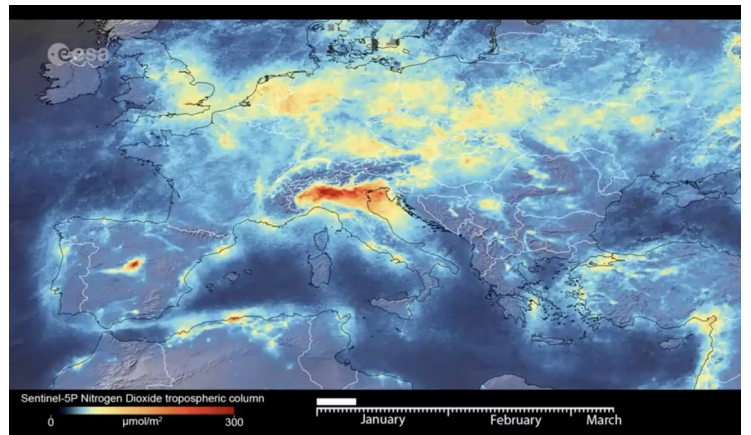 esa
Sentinel-5P Nitrogen Dioxide tropospheric column
0 µmol/m² 300
January February March